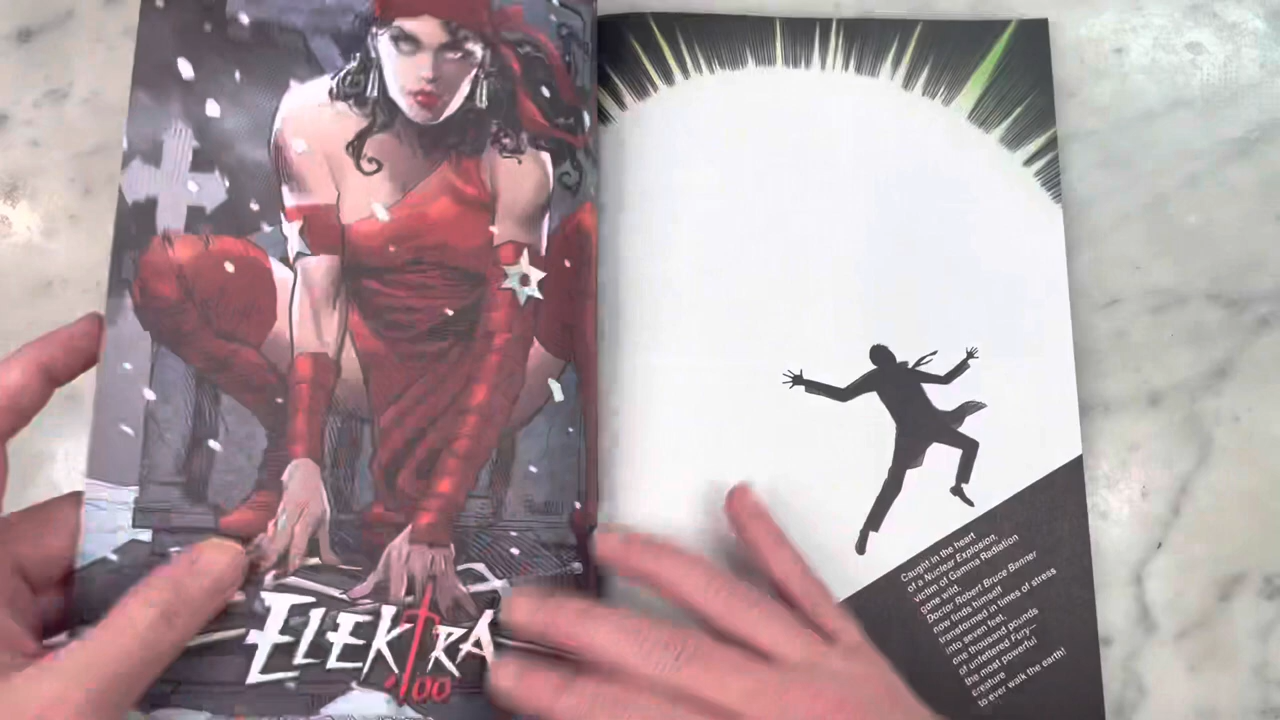 ELEKTRA
100
Caught in the heart
of a Nuclear Explosion,
victim of Gamma Radiation
gone wild,
Doctor Robert Bruce Banner
now finds himself
transformed in times of stress
into seven feet,
one thousand pounds
of unfettered Fury—
the most powerful
creature
to ever walk the earth!